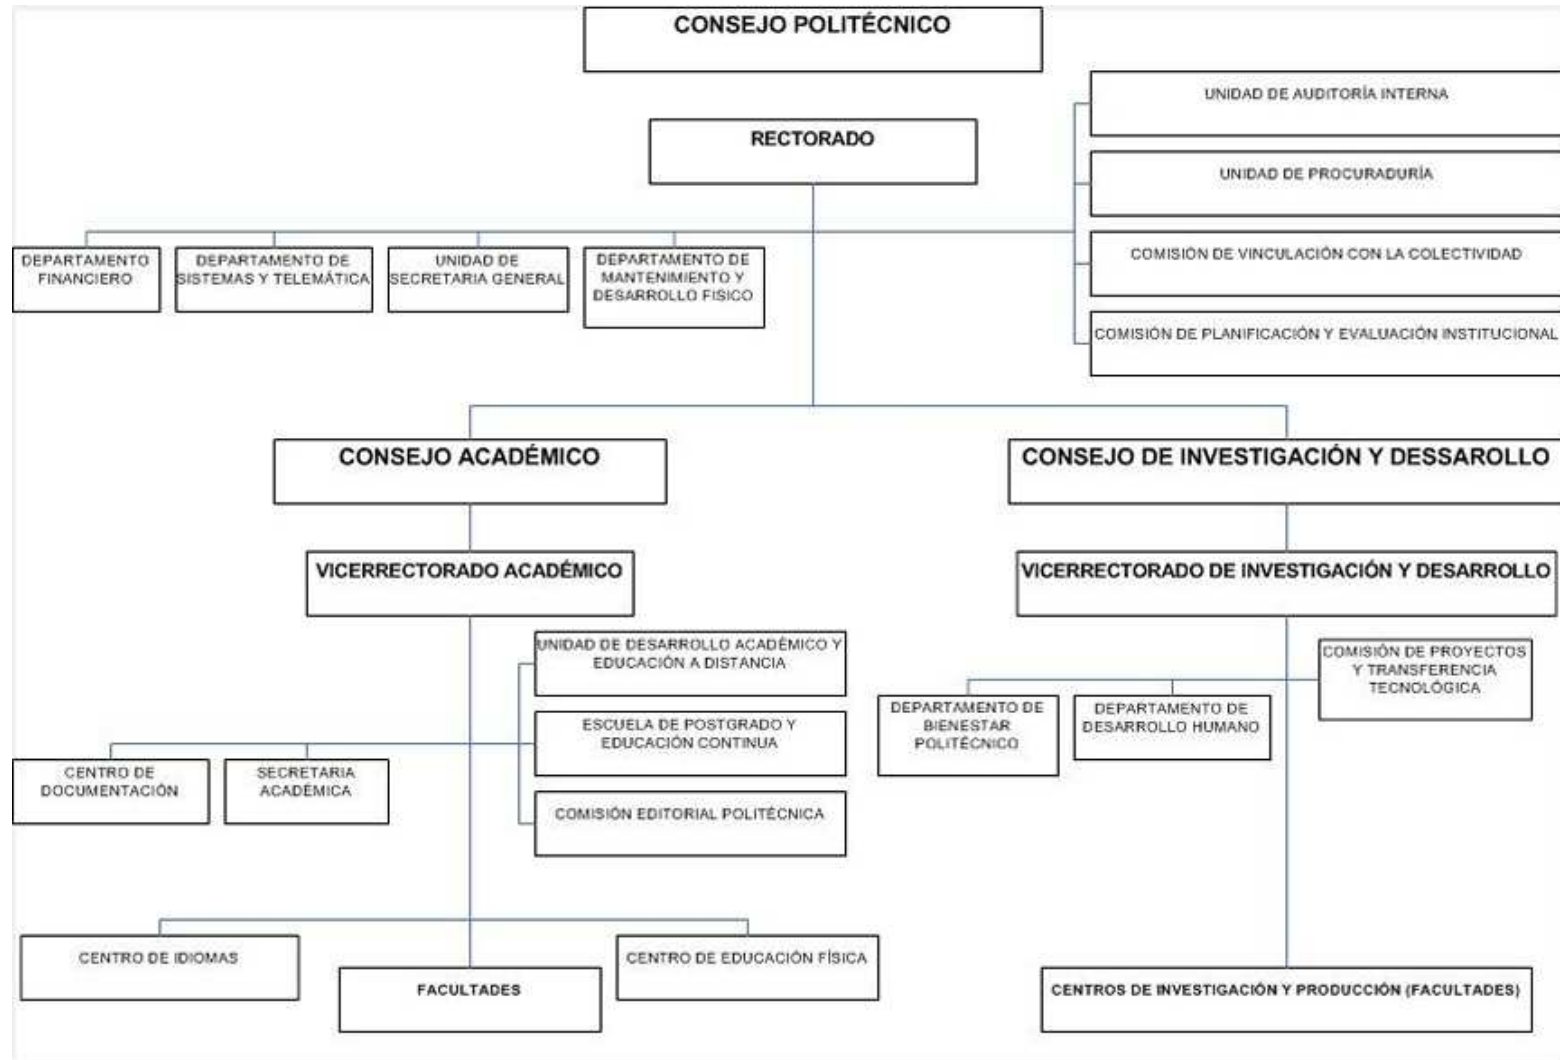 CONSEJO POLITÉCNICO
UNIDAD DE AUDITORÍA INTERNA
RECTORADO
UNIDAD DE PROCURADURÍA
DEPARTAMENTO
FINANCIERO
DEPARTAMENTO DE
SISTEMAS Y TELEMÁTICA
UNIDAD DE
SECRETARIA GENERAL
DEPARTAMENTO DE
MANTENIMIENTO Y
DESARROLLO FISICO
COMISIÓN DE VINCULACIÓN CON LA COLECTIVIDAD
COMISIÓN DE PLANIFICACIÓN Y EVALUACIÓN INSTITUCIONAL
CONSEJO ACADÉMICO
CONSEJO DE INVESTIGACIÓN Y DESSAROLLO
VICERRECTORADO ACADÉMICO
VICERRECTORADO DE INVESTIGACIÓN Y DESARROLLO
UNIDAD DE DESARROLLO ACADÉMICO Y
EDUCACIÓN A DISTANCIA
COMISIÓN DE PROYECTOS
Y TRANSFERENCIA
TECNOLÓGICA
DEPARTAMENTO DE
BIENESTAR
POLITÉCNICO
DEPARTAMENTO DE
DESARROLLO HUMANO
ESCUELA DE POSTGRADO Y
EDUCACIÓN CONTINUA
CENTRO DE
DOCUMENTACIÓN
SECRETARIA
ACADÉMICA
COMISIÓN EDITORIAL POLITÉCNICA
CENTRO DE IDIOMAS
CENTRO DE EDUCACIÓN FÍSICA
FACULTADES
CENTROS DE INVESTIGACIÓN Y PRODUCCIÓN (FACULTADES)